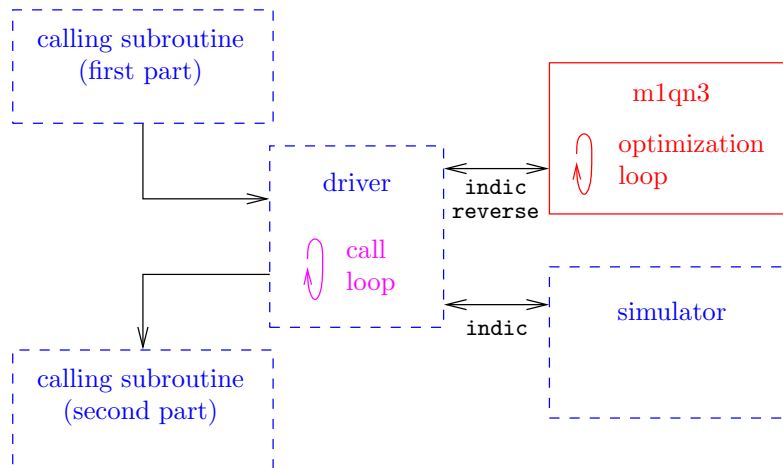 calling subroutine
(first part)
m1qn3
optimization
loop
driver
indic
reverse
call
loop
simulator
indic
calling subroutine
(second part)